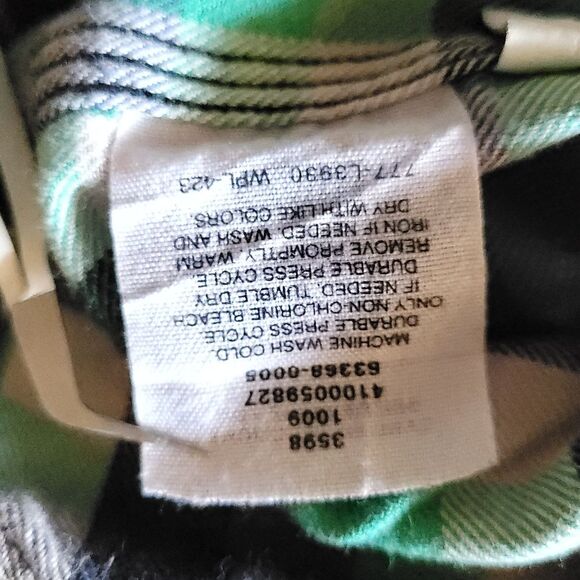 3598
1009
4100059827
63368-0005
MACHINE WASH COLD.
DURABLE PRESS CYCLE
ONLY NON-CHLORINE BLEACH
IF NEEDED. TUMBLE DRY
DURABLE PRESS CYCLE
REMOVE PROMPTLY. WARM
IRON IF NEEDED. WASH AND
DRY WITH LIKE COLORS.
777-L3930 WPL-423